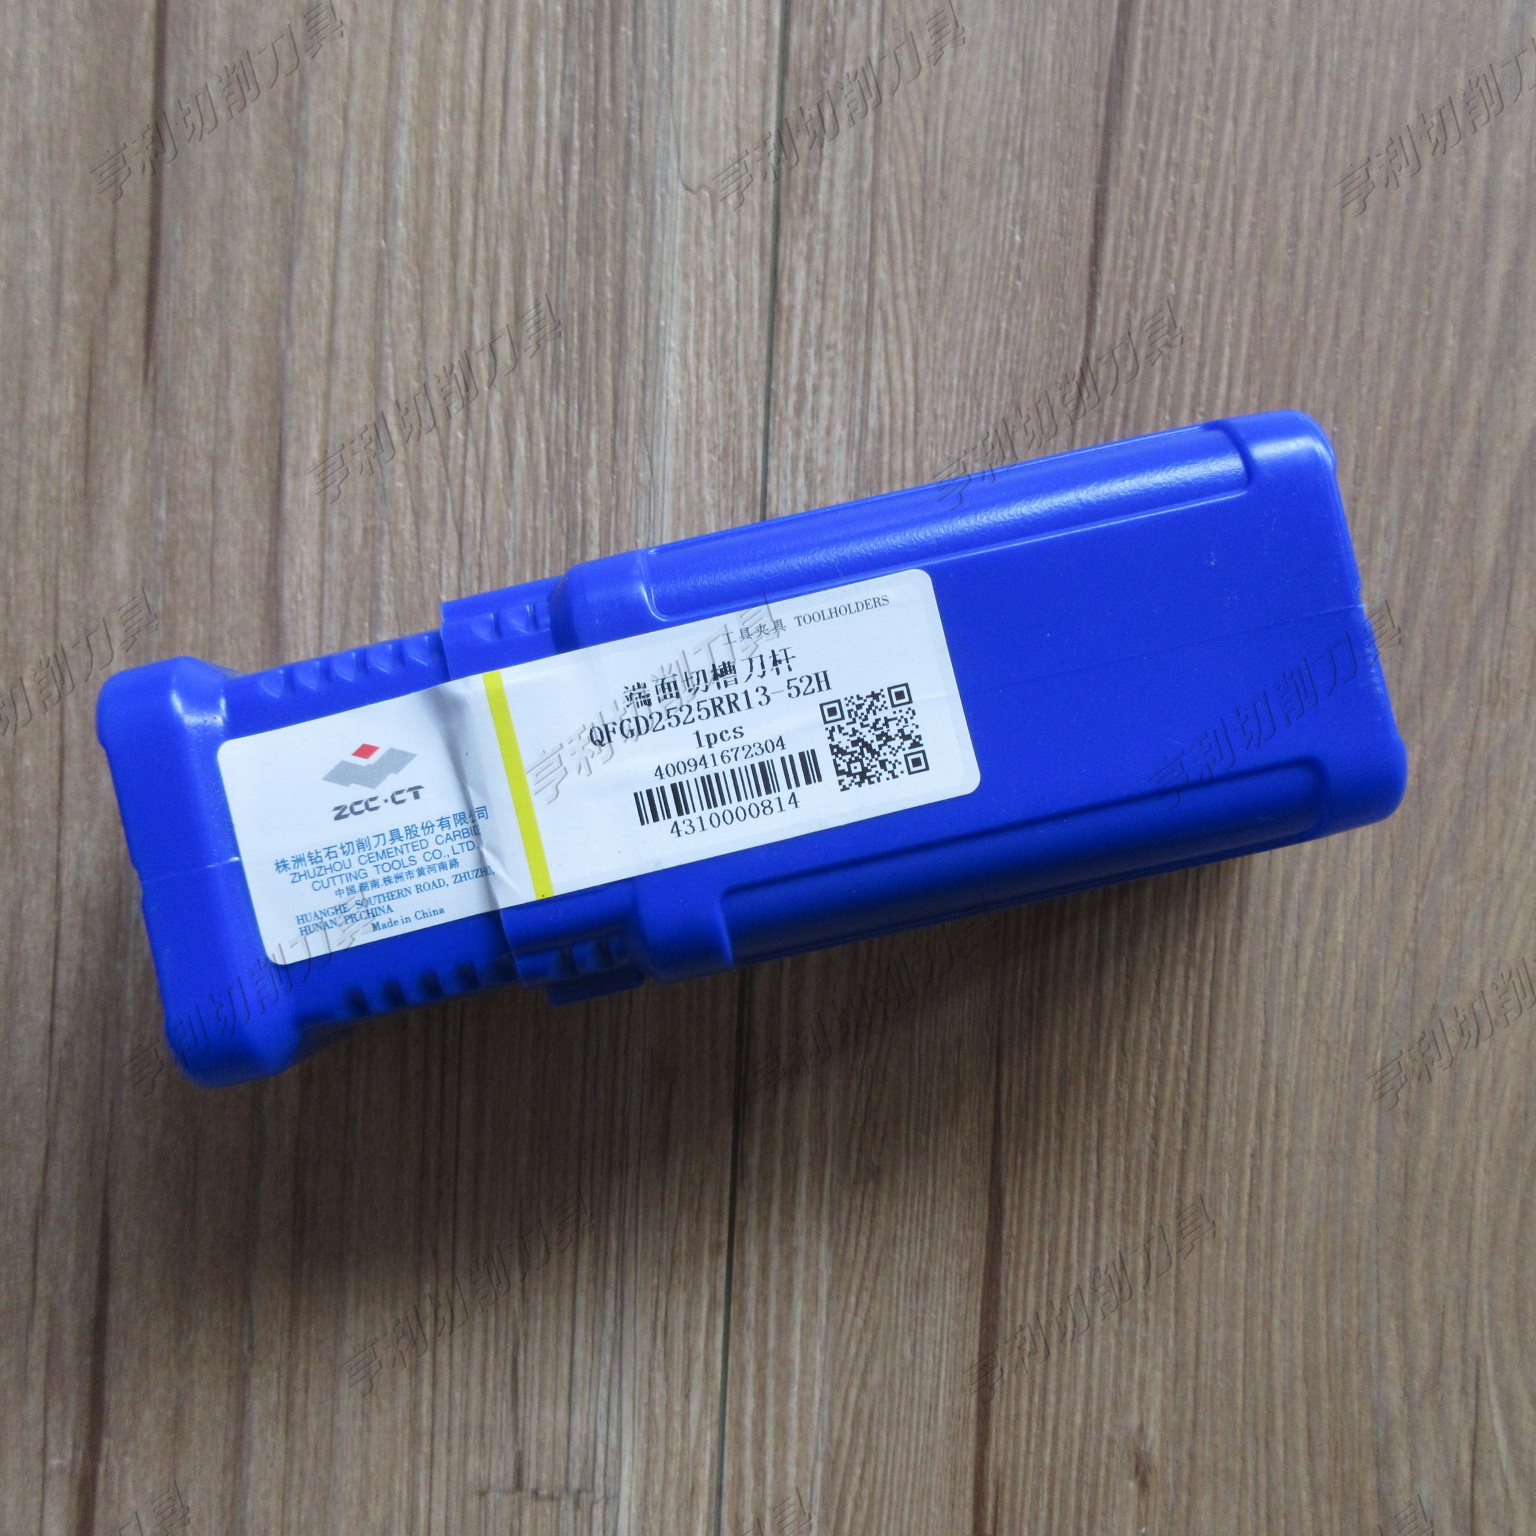 ZCC·CT
株洲钻石切削刀具股份有限公司
ZHUZHOU CEMENTED CARBIDE
CUTTING TOOLS CO., LTD.
中国.湖南.株洲市黄河南路
HUANGHE SOUTHERN ROAD, ZHUZHO,
HUNAN, PR.CHINA
Made in China
工具夹具 TOOLHOLDERS
端面切槽刀杆
QFGD2525RR13-52H
1pcs
400941672304
4310000814
亨利切削刀具